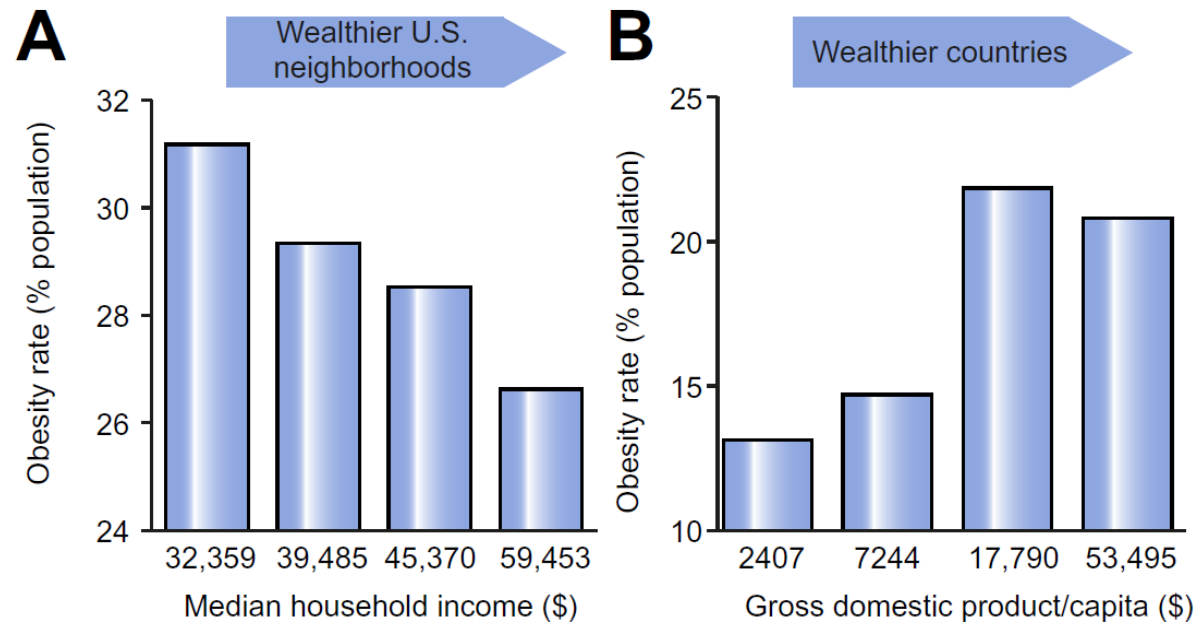 A
Wealthier U.S.
neighborhoods
Obesity rate (% population)
32
30
28
26
24
32,359 39,485 45,370 59,453
Median household income ($)
B
Wealthier countries
Obesity rate (% population)
25
20
15
10
2407 7244 17,790 53,495
Gross domestic product/capita ($)